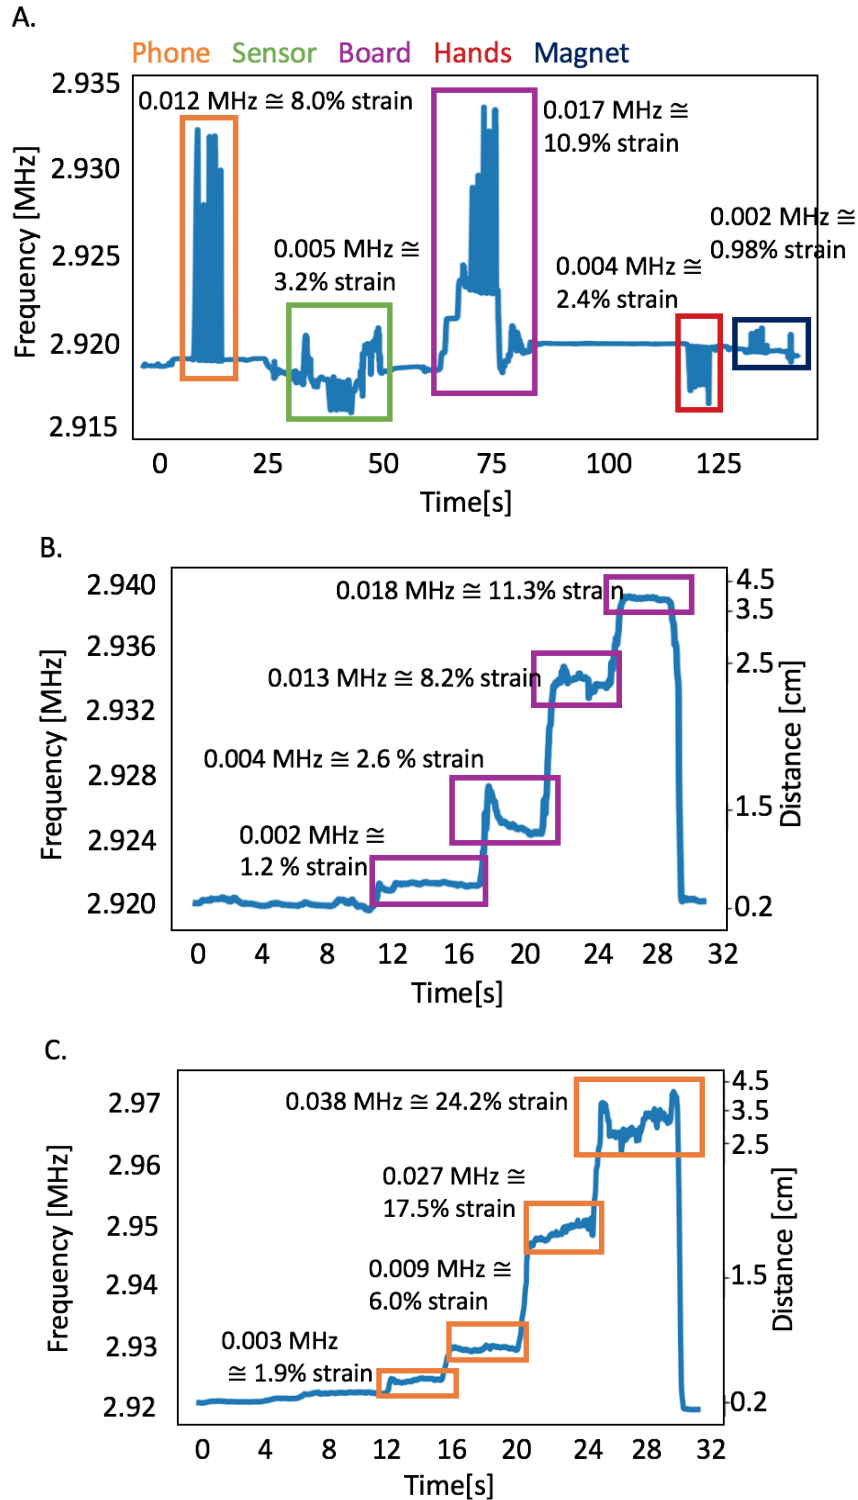 A.
Phone Sensor Board Hands Magnet
0.012 MHz ≅ 8.0% strain
0.017 MHz ≅
10.9% strain
0.002 MHz ≅
0.98% strain
0.005 MHz ≅
3.2% strain
0.004 MHz ≅
2.4% strain
Frequency [MHz]
2.935
2.930
2.925
2.920
2.915
0 25 50 75 100 125
Time[s]
B.
0.018 MHz ≅ 11.3% strain
0.013 MHz ≅ 8.2% strain
0.004 MHz ≅ 2.6 % strain
0.002 MHz ≅
1.2 % strain
Frequency [MHz]
2.940
2.936
2.932
2.928
2.924
2.920
4.5
3.5
2.5
1.5
0.2
Distance [cm]
0 4 8 12 16 20 24 28 32
Time[s]
C.
0.038 MHz ≅ 24.2% strain
0.027 MHz ≅
17.5% strain
0.009 MHz ≅
6.0% strain
0.003 MHz
≅ 1.9% strain
Frequency [MHz]
2.97
2.96
2.95
2.94
2.93
2.92
4.5
3.5
2.5
1.5
0.2
Distance [cm]
0 4 8 12 16 20 24 28 32
Time[s]